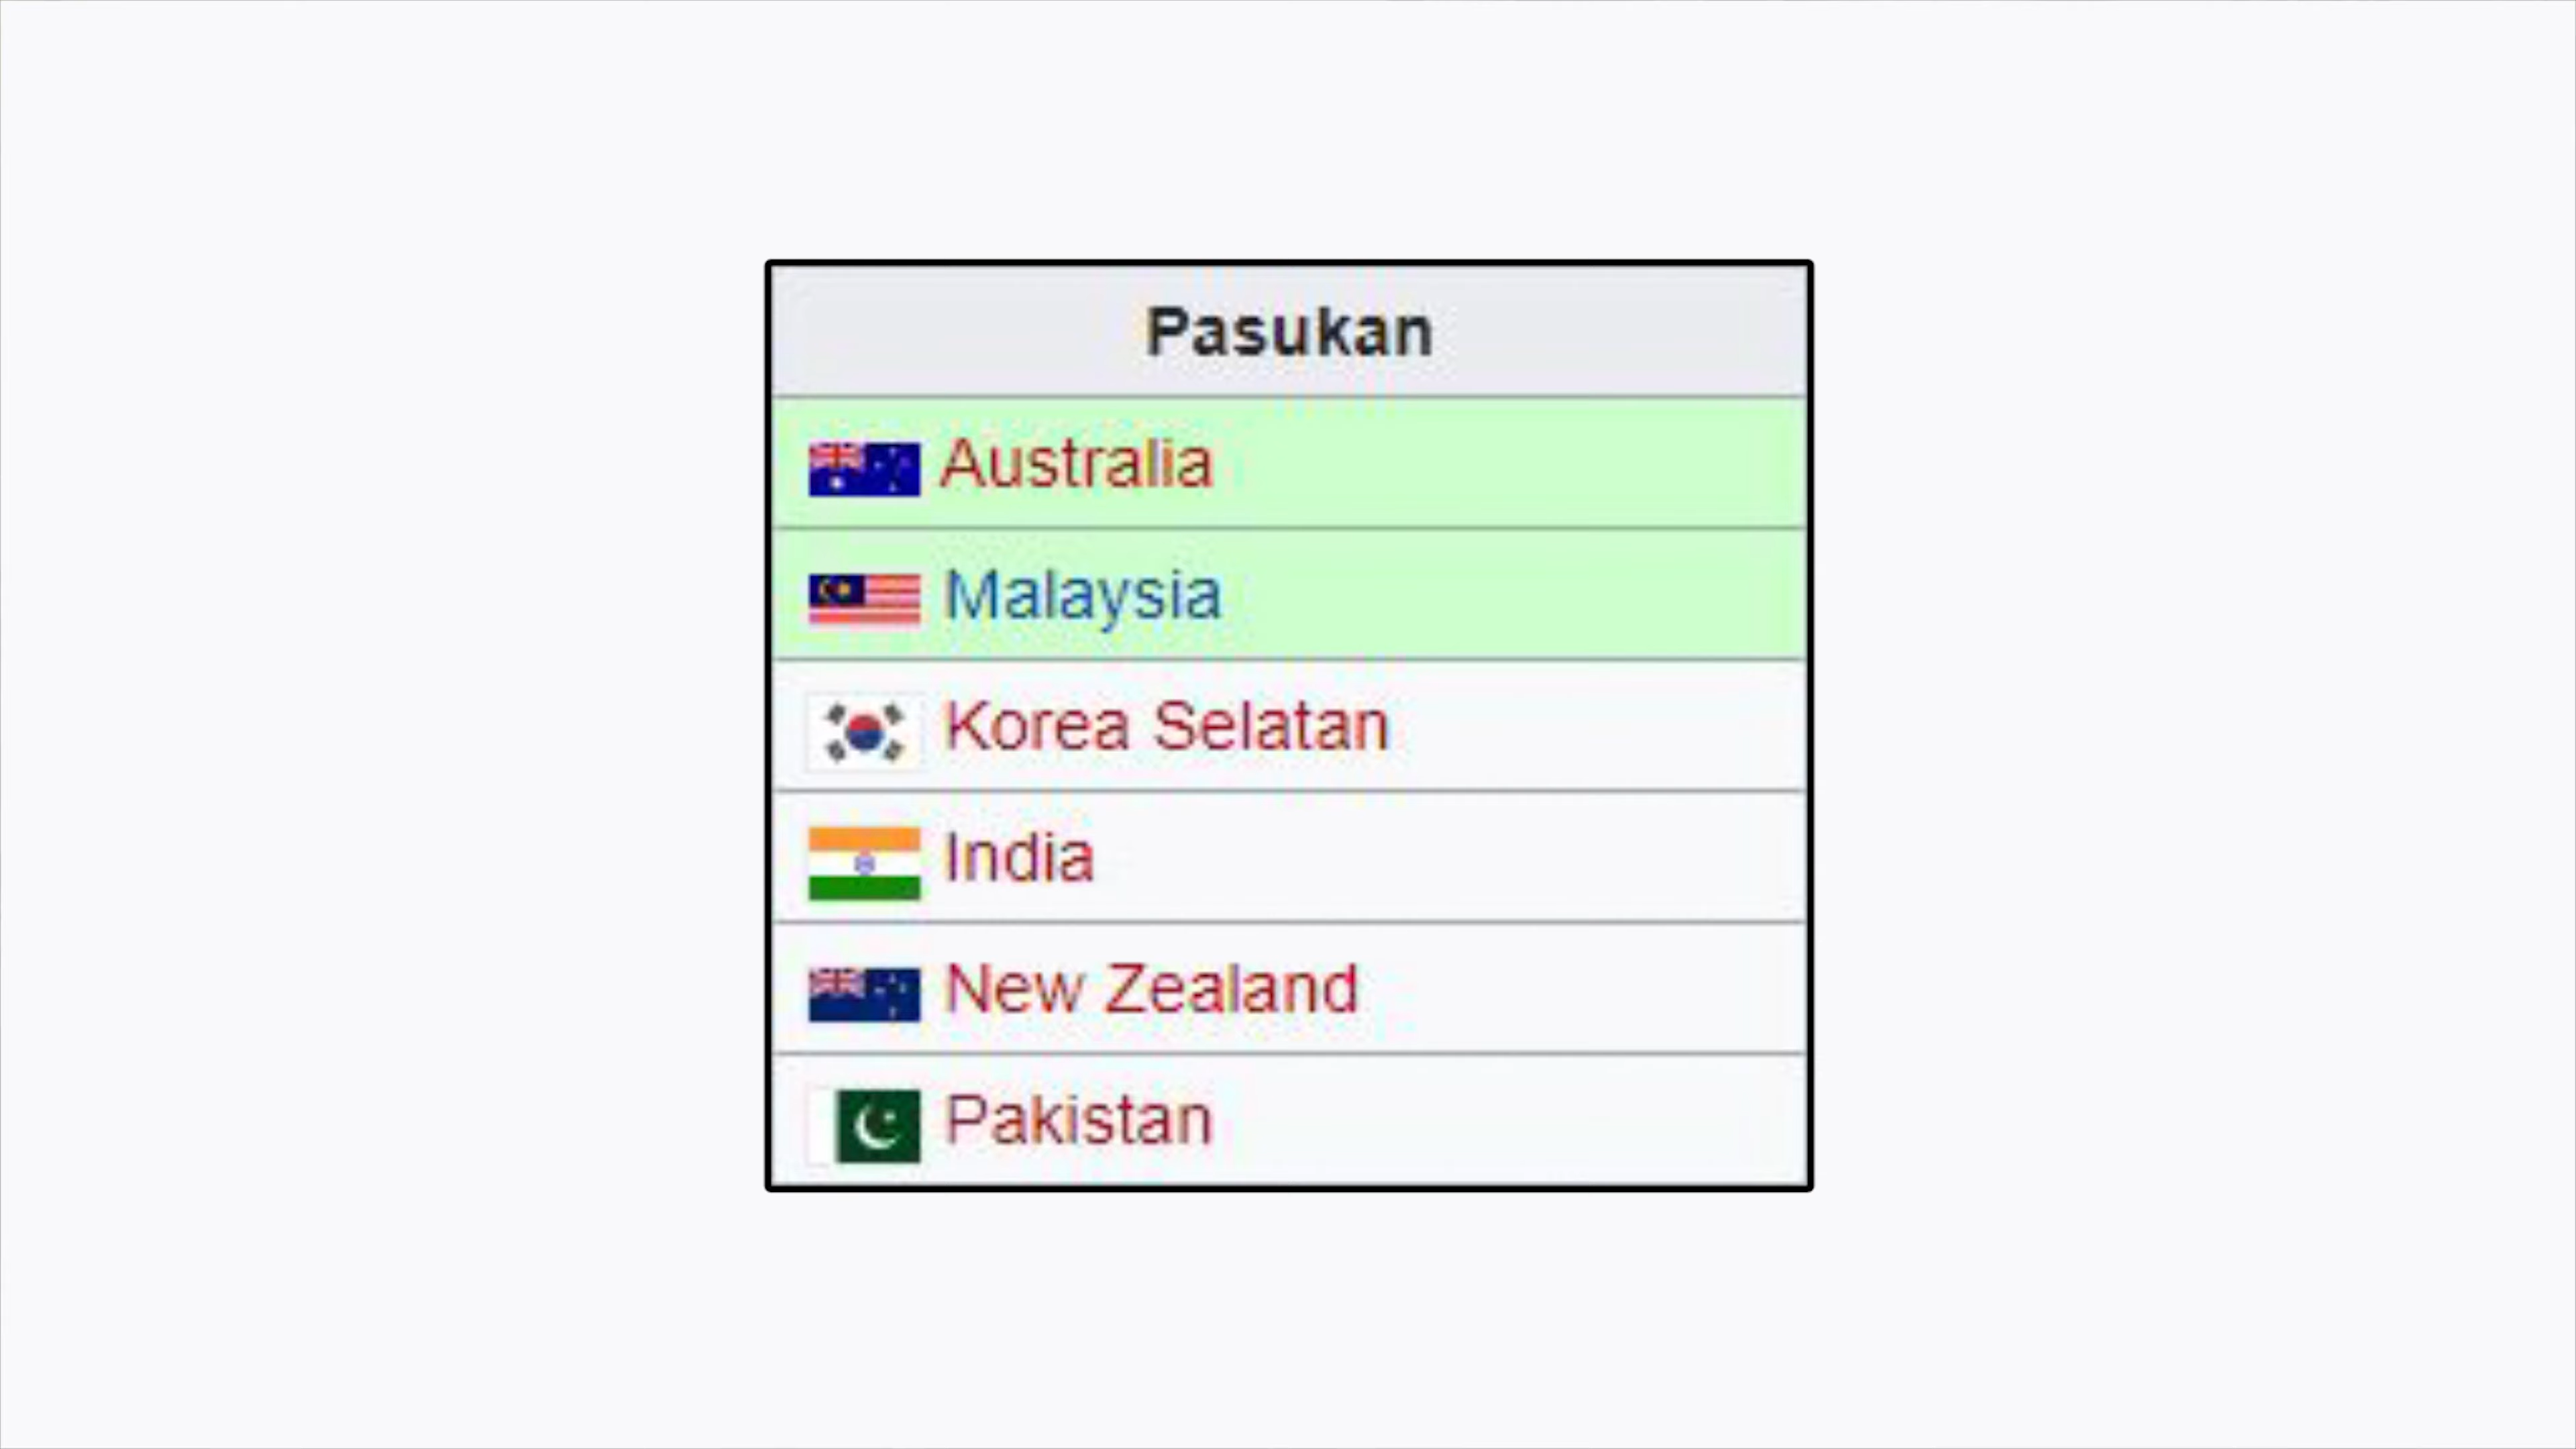 Pasukan
Australia
Malaysia
Korea Selatan
India
New Zealand
Pakistan